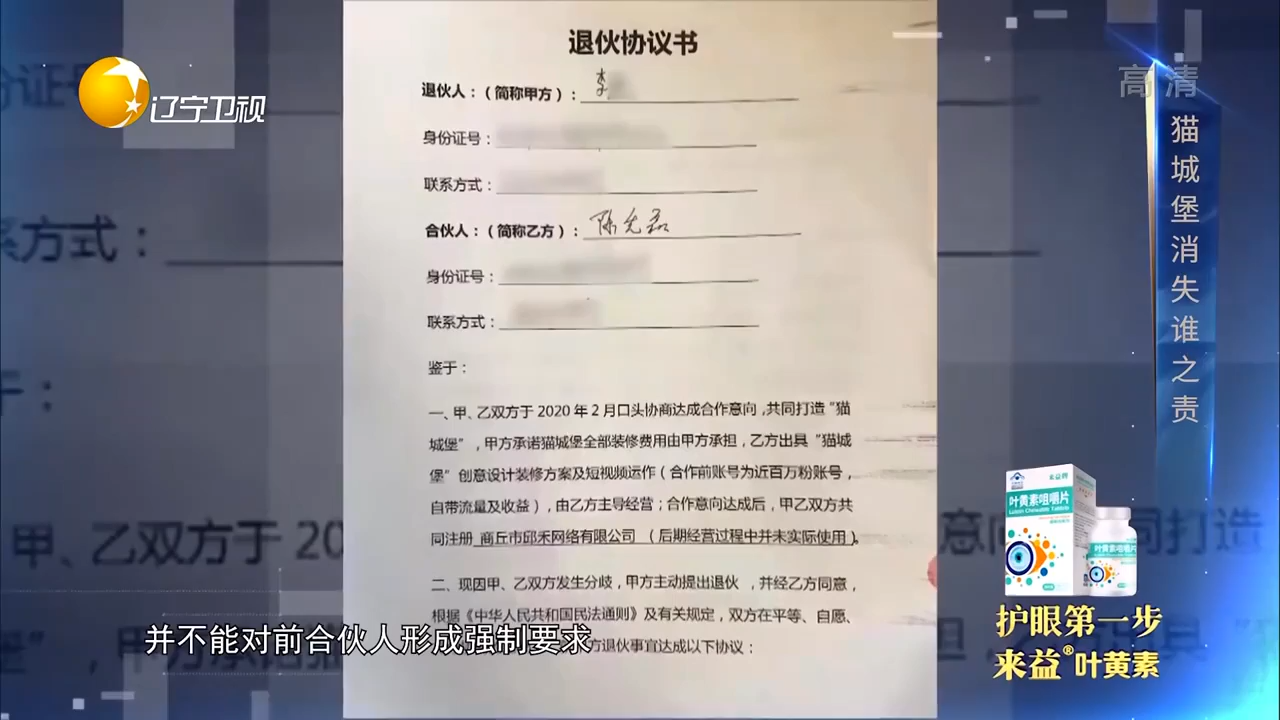 退伙协议书
退伙人：（简称甲方）：李
身份证号：
联系方式：
合伙人：（简称乙方）：陈允磊
身份证号：
联系方式：
鉴于：
一、甲、乙双方于 2020 年 2 月口头协商达成合作意向，共同打造“猫
城堡”，甲方承诺猫城堡全部装修费用由甲方承担，乙方出具“猫城
堡”创意设计装修方案及短视频运作（合作前账号为近百万粉账号，
自带流量及收益），由乙方主导经营；合作意向达成后，甲乙双方共
同注册 商丘市邱禾网络有限公司 （后期经营过程中并未实际使用）。
二、现因甲、乙双方发生分歧，甲方主动提出退伙 ，并经乙方同意，
根据《中华人民共和国民法通则》及有关规定，双方在平等、自愿、
方退伙事宜达成以下协议：
并不能对前合伙人形成强制要求
辽宁卫视
高清
猫城堡消失谁之责
叶黄素咀嚼片
护眼第一步
来益®叶黄素